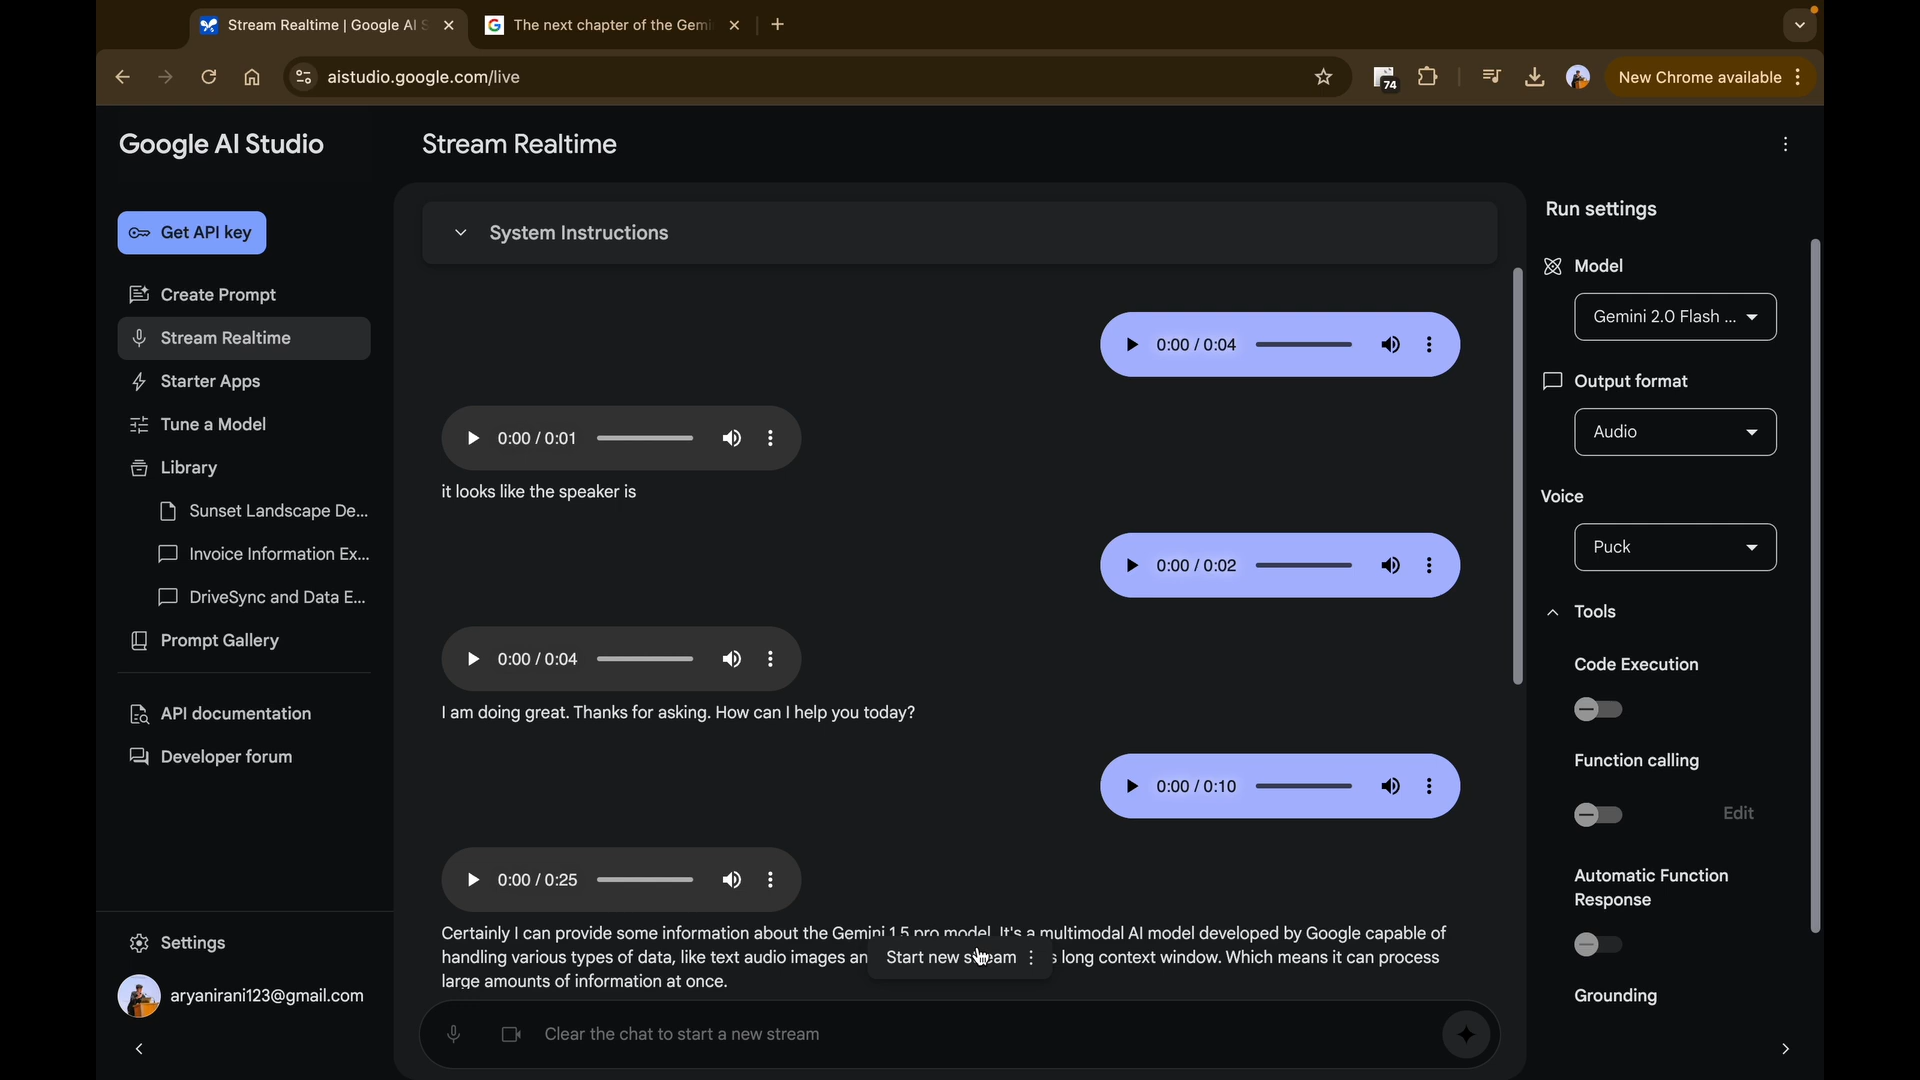 Stream Realtime | Google AI S
The next chapter of the Gemi
aistudio.google.com/live
74
New Chrome available
Google AI Studio
Stream Realtime
Get API key
Create Prompt
Stream Realtime
Starter Apps
Tune a Model
Library
Sunset Landscape De...
Invoice Information Ex...
DriveSync and Data E...
Prompt Gallery
API documentation
Developer forum
Settings
aryanirani123@gmail.com
System Instructions
0:00 / 0:04
0:00 / 0:01
it looks like the speaker is
0:00 / 0:02
0:00 / 0:04
I am doing great. Thanks for asking. How can I help you today?
0:00 / 0:10
0:00 / 0:25
Certainly I can provide some information about the Gemini 1.5 pro model. It's a multimodal AI model developed by Google capable of
handling various types of data, like text audio images an
Start new stream
s long context window. Which means it can process
large amounts of information at once.
Clear the chat to start a new stream
Run settings
Model
Gemini 2.0 Flash ...
Output format
Audio
Voice
Puck
Tools
Code Execution
Function calling
Edit
Automatic Function
Response
Grounding